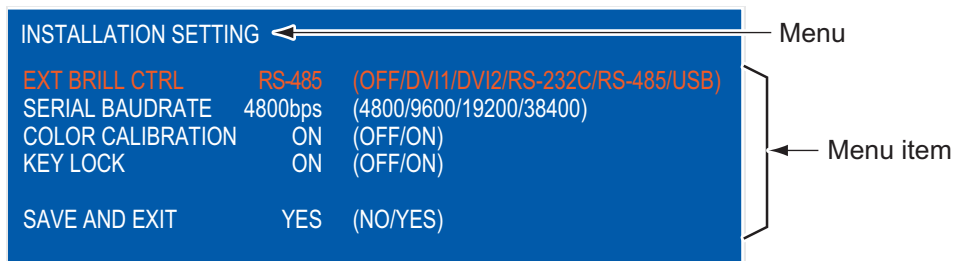 INSTALLATION SETTING
Menu
EXT BRILL CTRL RS-485 (OFF/DVI1/DVI2/RS-232C/RS-485/USB)
SERIAL BAUDRATE 4800bps (4800/9600/19200/38400)
COLOR CALIBRATION ON (OFF/ON)
KEY LOCK ON (OFF/ON)
Menu item
SAVE AND EXIT YES (NO/YES)